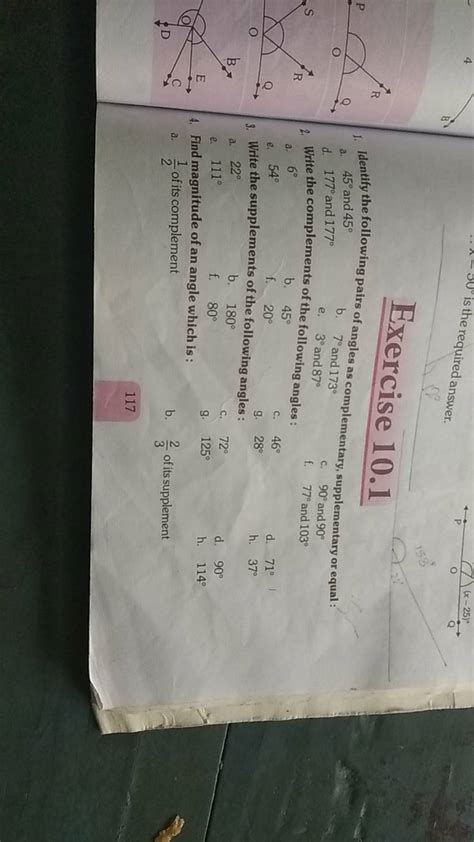 4
B
P
R
O
Q
S
R
O
Q
B
E
O
C
D
50° is the required answer.
P
O
(x − 25)°
Q
Exercise 10.1
1. Identify the following pairs of angles as complementary, supplementary or equal :
a. 45° and 45° b. 7° and 173° c. 90° and 90°
d. 177° and 177° e. 3° and 87° f. 77° and 103°
2. Write the complements of the following angles :
a. 6° b. 45° c. 46° d. 71°
e. 54° f. 20° g. 28° h. 37°
3. Write the supplements of the following angles :
a. 22° b. 180° c. 72° d. 90°
e. 111° f. 80° g. 125° h. 114°
4. Find magnitude of an angle which is :
a. 1/2 of its complement b. 2/3 of its supplement
117